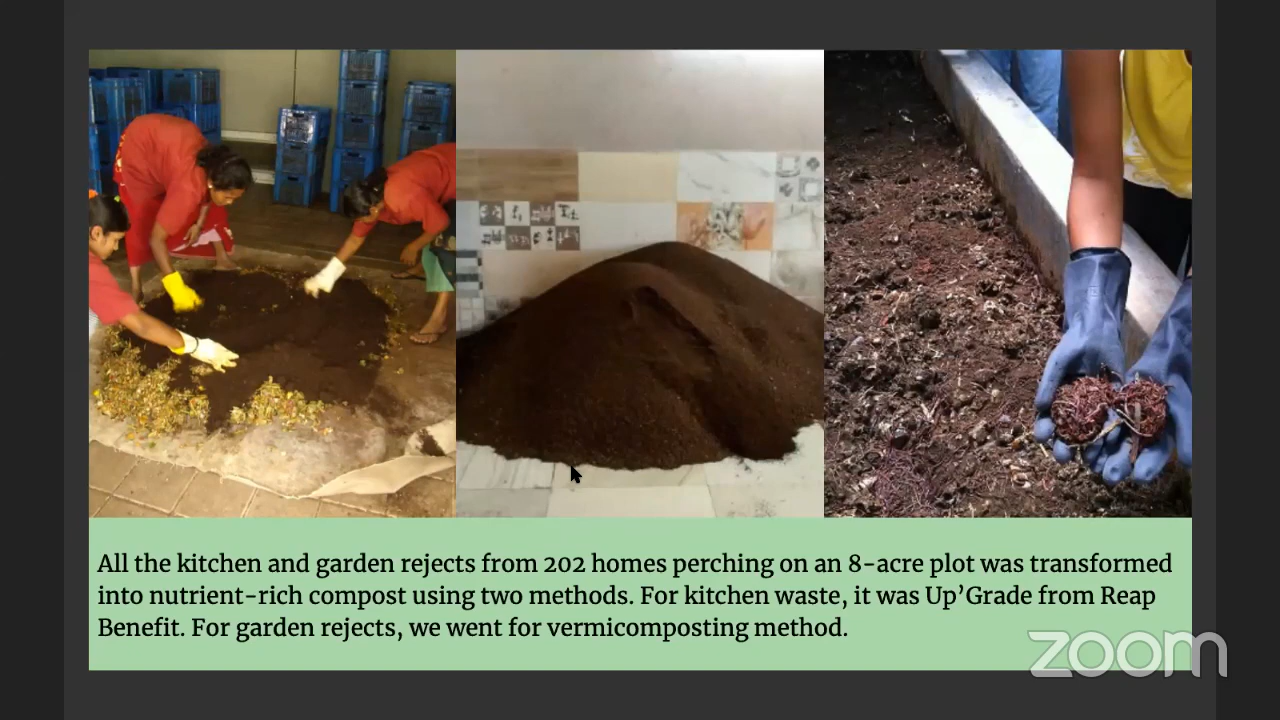 All the kitchen and garden rejects from 202 homes perching on an 8-acre plot was transformed
into nutrient-rich compost using two methods. For kitchen waste, it was Up’Grade from Reap
Benefit. For garden rejects, we went for vermicomposting method.
zoom